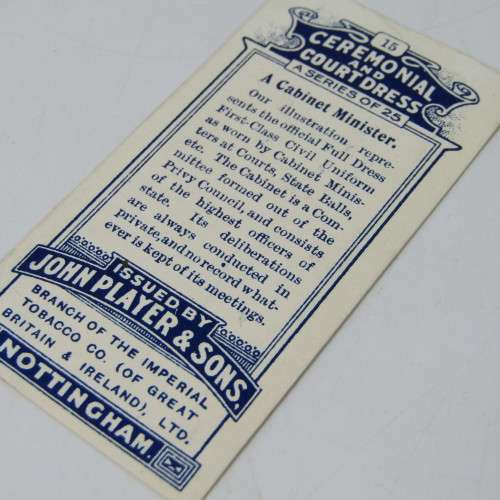 15
CEREMONIAL
AND
COURT DRESS
A SERIES OF 25
A Cabinet Minister.
Our illustration repre-
sents the official Full Dress
First-Class Civil Uniform
as worn by Cabinet Minis-
ters at Courts, State Balls,
etc. The Cabinet is a Com-
mittee formed out of the
Privy Council, and consists
of the highest officers of
state. Its deliberations
are always conducted in
private, and no record what-
ever is kept of its meetings.
ISSUED BY
JOHN PLAYER & SONS,
BRANCH OF THE IMPERIAL
TOBACCO CO. (OF GREAT
BRITAIN & IRELAND), LTD.
NOTTINGHAM.